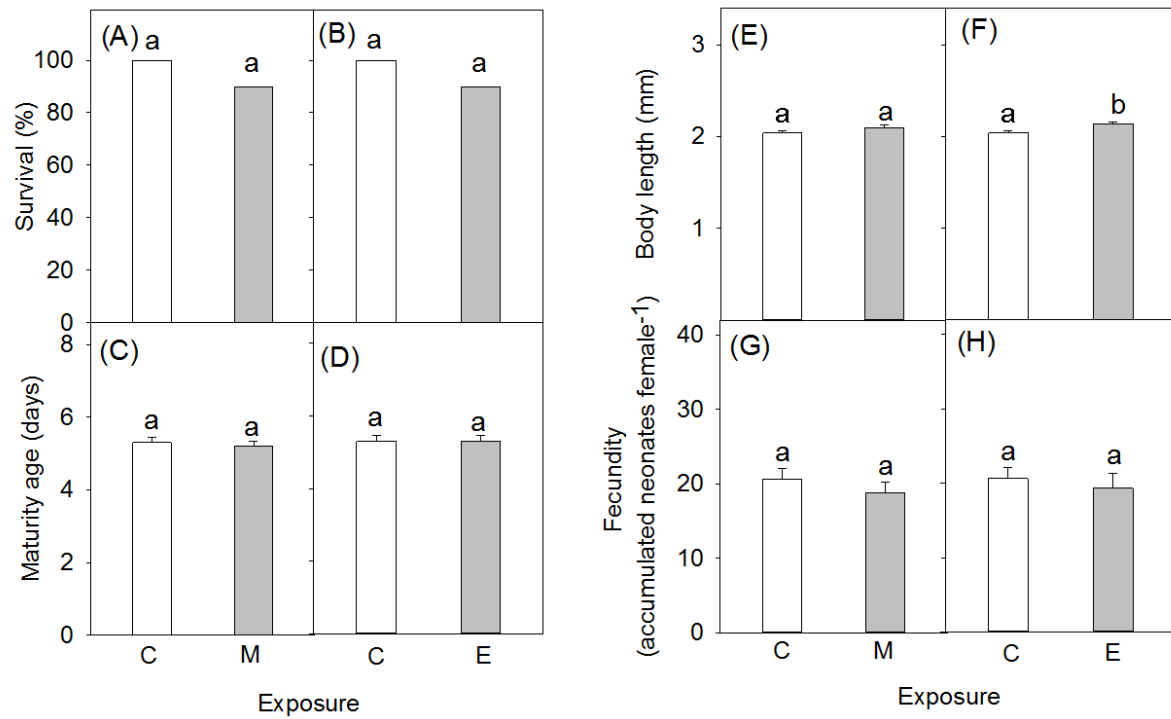 (A)
a
a
(B)
a
a
100
80
60
40
20
0
Survival (%)
(C)
a
a
(D)
a
a
8
6
4
2
0
Maturity age (days)
C
M
C
E
Exposure
(E)
a
a
(F)
a
b
3
2
1
Body length (mm)
(G)
a
a
(H)
a
a
40
30
20
10
0
Fecundity
(accumulated neonates female-1)
C
M
C
E
Exposure